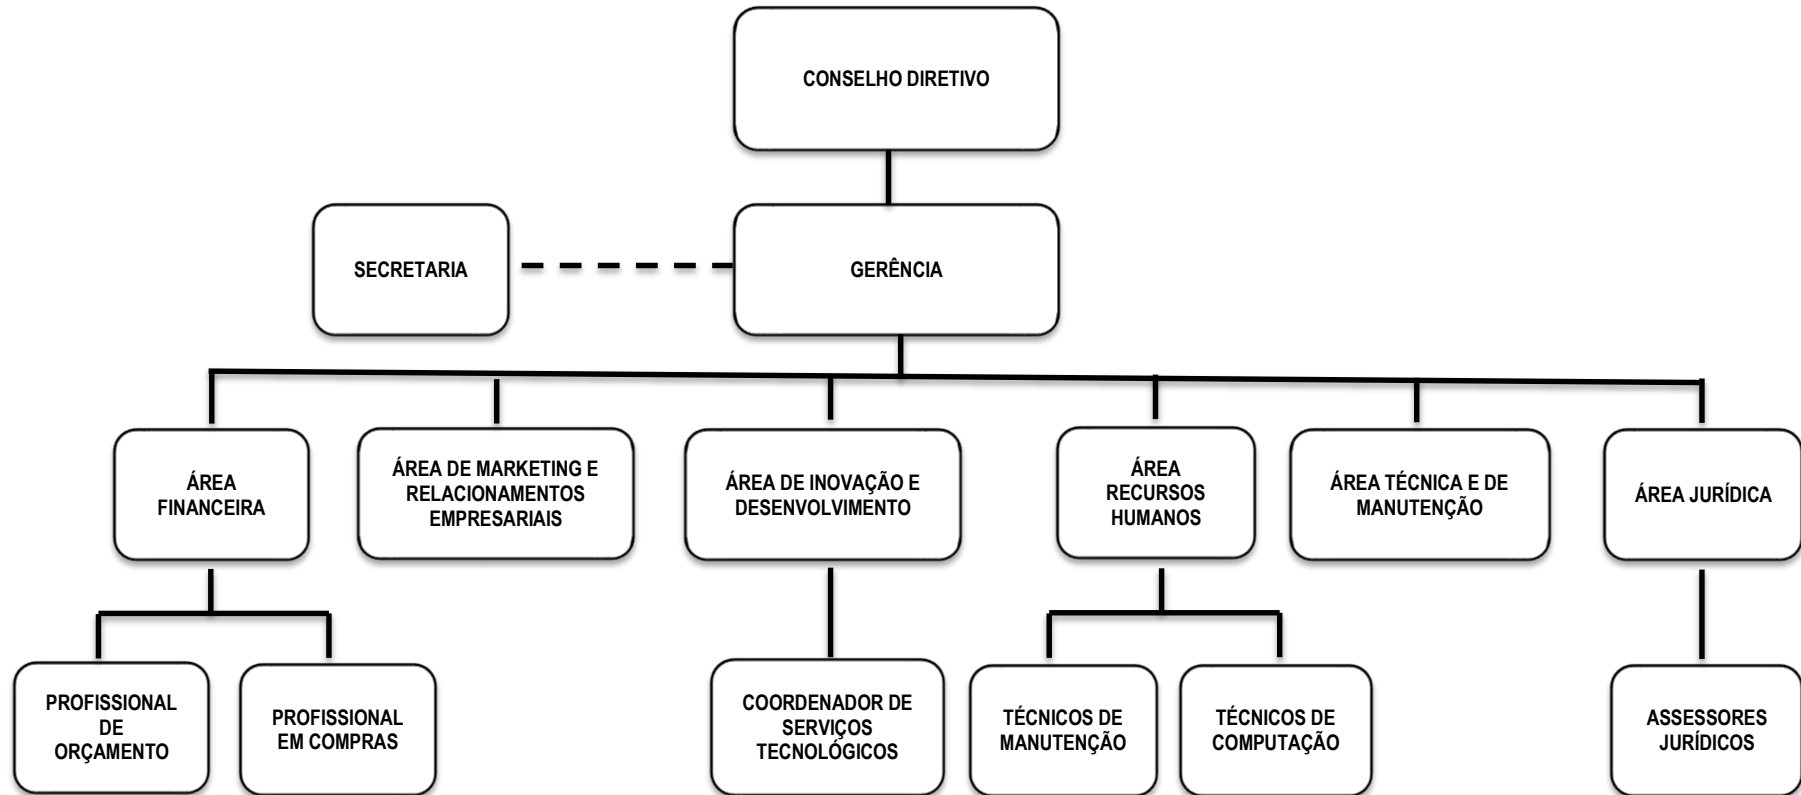 CONSELHO DIRETIVO
SECRETARIA
GERÊNCIA
ÁREA
FINANCEIRA
ÁREA DE MARKETING E
RELACIONAMENTOS
EMPRESARIAIS
ÁREA DE INOVAÇÃO E
DESENVOLVIMENTO
ÁREA
RECURSOS
HUMANOS
ÁREA TÉCNICA E DE
MANUTENÇÃO
ÁREA JURÍDICA
PROFISSIONAL
DE
ORÇAMENTO
PROFISSIONAL
EM COMPRAS
COORDENADOR DE
SERVIÇOS
TECNOLÓGICOS
TÉCNICOS DE
MANUTENÇÃO
TÉCNICOS DE
COMPUTAÇÃO
ASSESSORES
JURÍDICOS